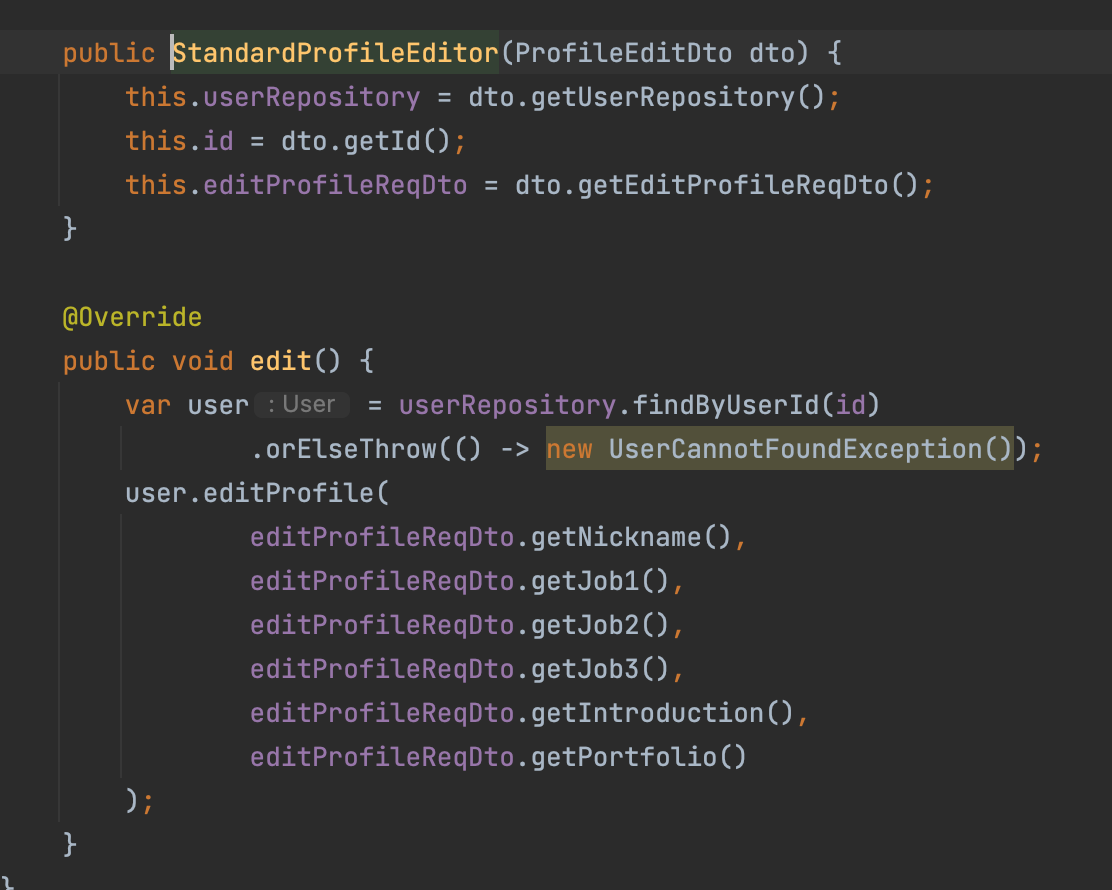 public StandardProfileEditor(ProfileEditDto dto) {
this.userRepository = dto.getUserRepository();
this.id = dto.getId();
this.editProfileReqDto = dto.getEditProfileReqDto();
}
@Override
public void edit() {
var user : User = userRepository.findByUserId(id)
.orElseThrow(() -> new UserCannotFoundException());
user.editProfile(
editProfileReqDto.getNickname(),
editProfileReqDto.getJob1(),
editProfileReqDto.getJob2(),
editProfileReqDto.getJob3(),
editProfileReqDto.getIntroduction(),
editProfileReqDto.getPortfolio()
);
}
}